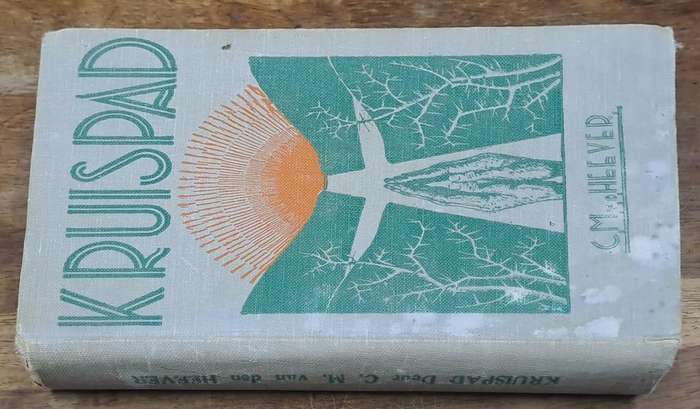 KRUISPAD
C M v.d HEEVER.
KRUISPAD Deur C. M. van den HEEVER